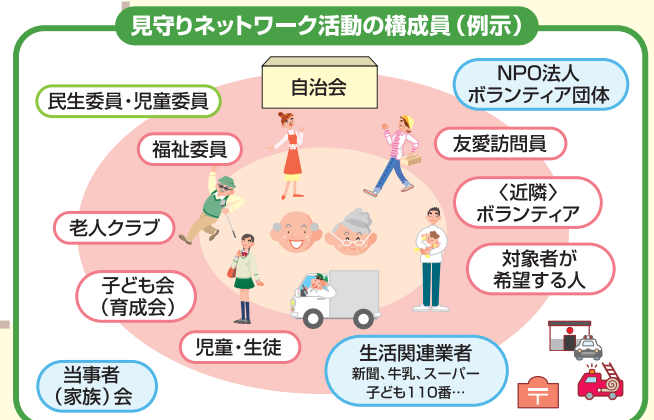 見守りネットワーク活動の構成員（例示）
自治会
NPO法人
ボランティア団体
民生委員・児童委員
福祉委員
友愛訪問員
〈近隣〉
ボランティア
老人クラブ
対象者が
希望する人
子ども会
（育成会）
児童・生徒
生活関連業者
新聞、牛乳、スーパー
子ども110番…
当事者
（家族）会
〒